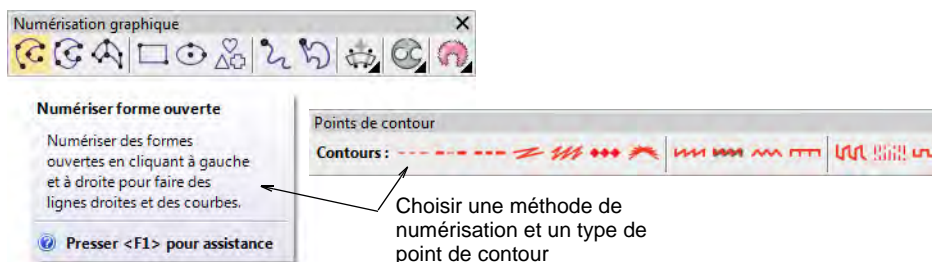 Numérisation graphique
Numériser forme ouverte
Numériser des formes
ouvertes en cliquant à gauche
et à droite pour faire des
lignes droites et des courbes.
Presser <F1> pour assistance
Points de contour
Contours :
Choisir une méthode de
numérisation et un type de
point de contour